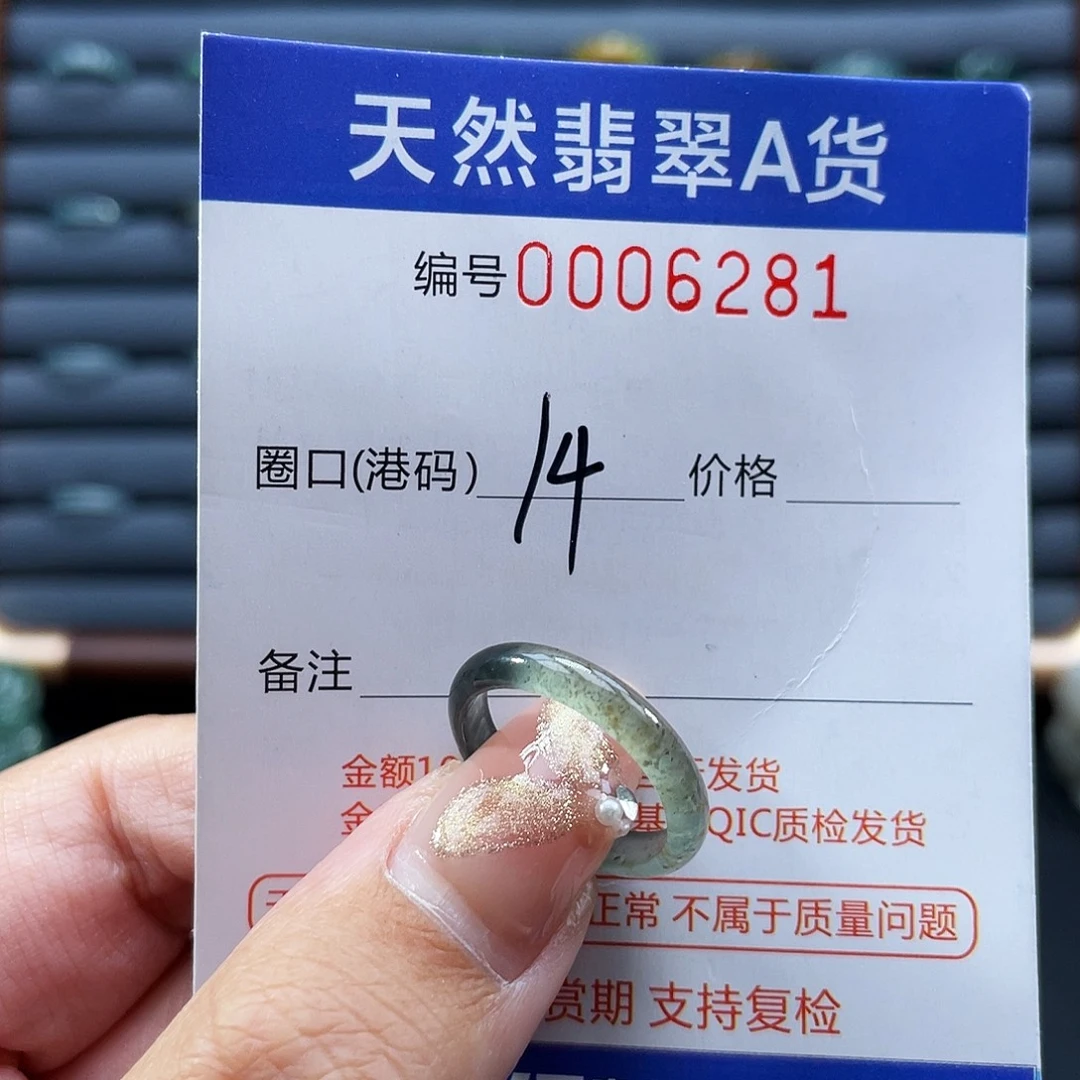 天然翡翠A货
编号0006281
圈口(港码) 14 价格
备注
金额1 发货
金 基 QIC质检发货
正常 不属于质量问题
赏期 支持复检